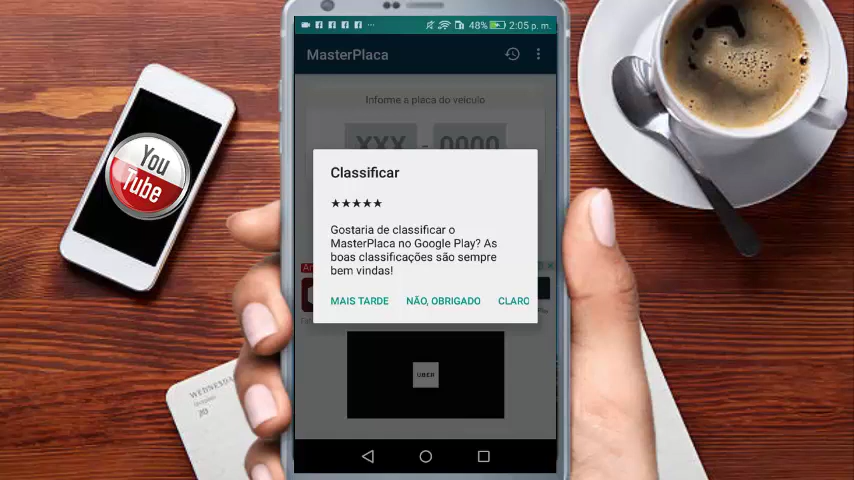 48% 2:05 p. m.
MasterPlaca
Informe a placa do veículo
XXX - 0000
Classificar
★★★★★
Gostaria de classificar o
MasterPlaca no Google Play? As
boas classificações são sempre
bem vindas!
MAIS TARDE NÃO, OBRIGADO CLARO
UBER
You
Tube
WEDNESDAY